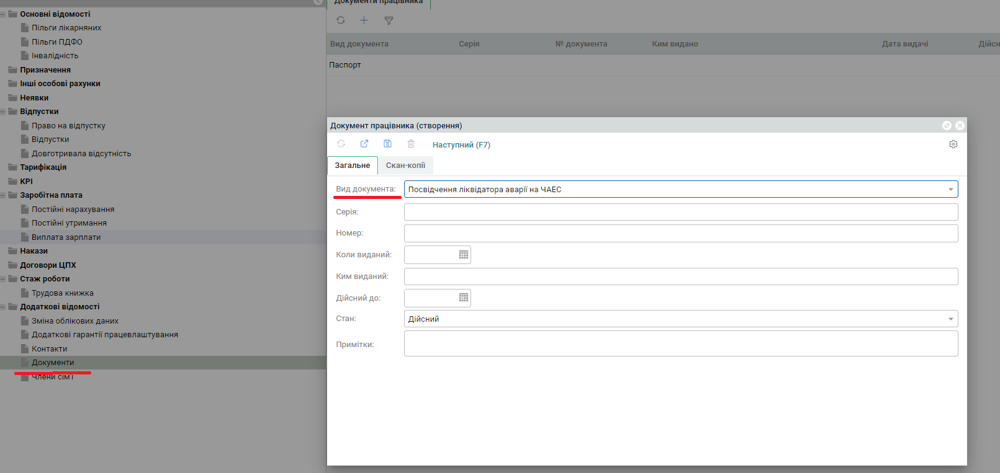 Основні відомості
Пільги лікарняних
Пільги ПДФО
Інвалідність
Призначення
Інші особові рахунки
Неявки
Відпустки
Право на відпустку
Відпустки
Довготривала відсутність
Тарифікація
KPI
Заробітна плата
Постійні нарахування
Постійні утримання
Виплата зарплати
Накази
Договори ЦПХ
Стаж роботи
Трудова книжка
Додаткові відомості
Зміна облікових даних
Додаткові гарантії працевлаштування
Контакти
Документи
Члени сім'ї
Документи працівника
Вид документа Серія № документа Ким видано Дата видачі Дійсн
Паспорт
Документ працівника (створення)
Наступний (F7)
Загальне Скан-копії
Вид документа: Посвідчення ліквідатора аварії на ЧАЕС
Серія:
Номер:
Коли виданий:
Ким виданий:
Дійсний до:
Стан: Дійсний
Примітки: